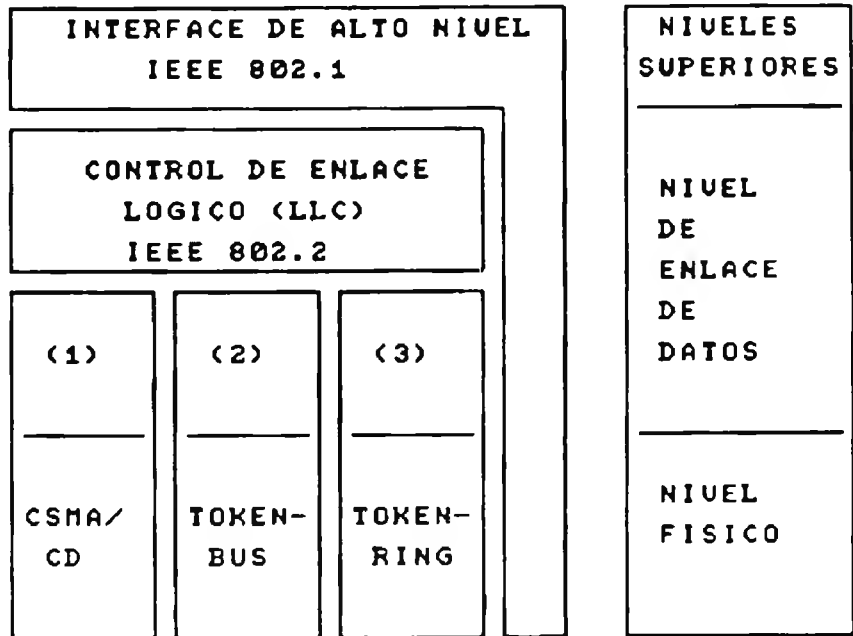 INTERFACE DE ALTO NIVEL
IEEE 802.1
CONTROL DE ENLACE
LOGICO (LLC)
IEEE 802.2
(1)
(2)
(3)
CSMA/
CD
TOKEN-
BUS
TOKEN-
RING
NIVELES
SUPERIORES
NIVEL
DE
ENLACE
DE
DATOS
NIVEL
FISICO